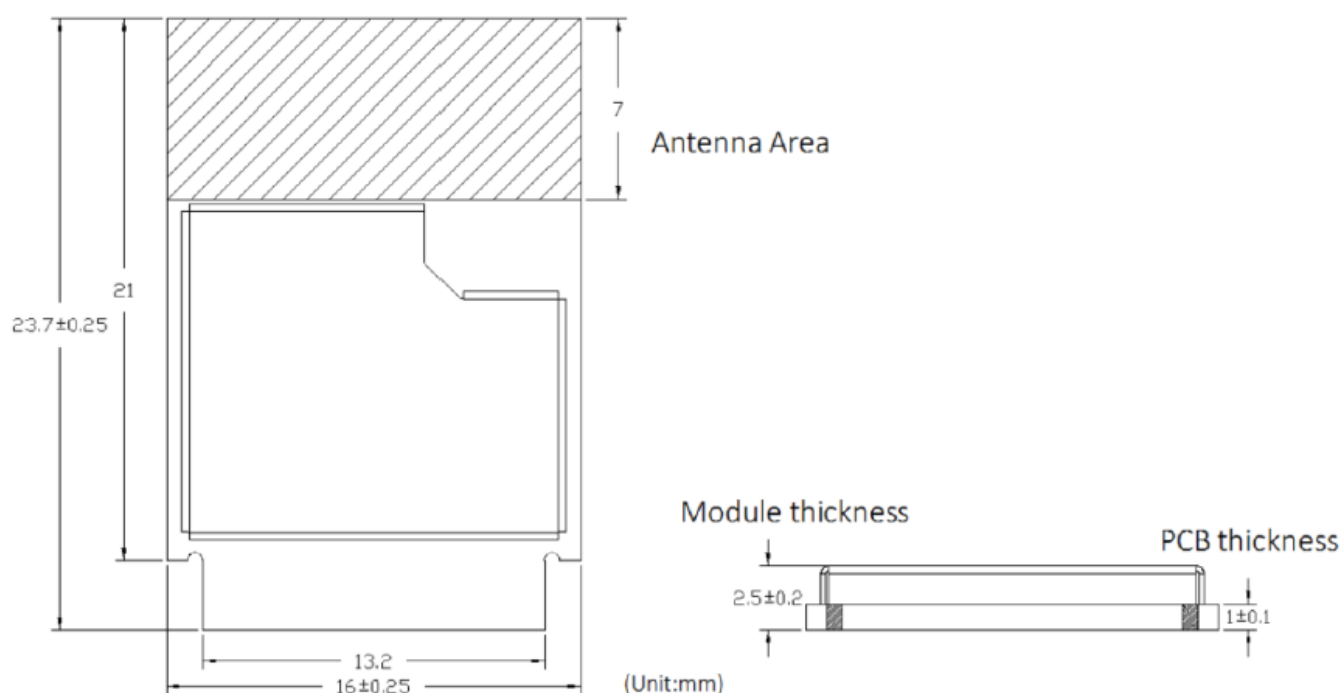 7
Antenna Area
21
23.7±0.25
Module thickness
PCB thickness
2.5±0.2
1±0.1
13.2
16±0.25
(Unit:mm)